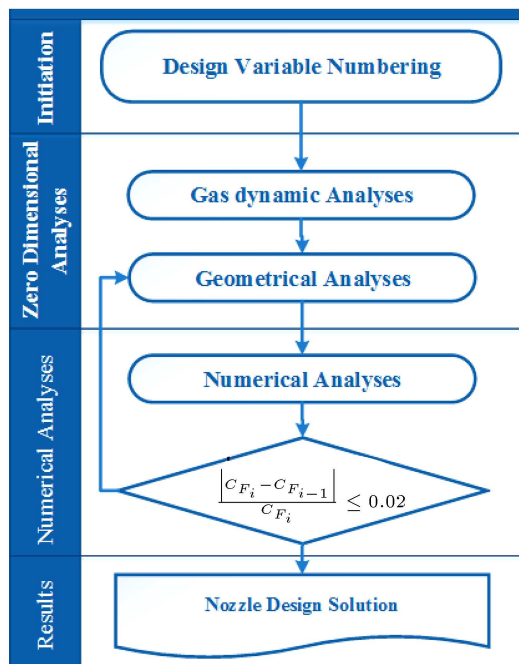 Initiation
Design Variable Numbering
Zero Dimensional
Analyses
Gas dynamic Analyses
Geometrical Analyses
Numerical Analyses
Numerical Analyses
|C_{F_i} - C_{F_{i-1}}| / C_{F_i} ≤ 0.02
Results
Nozzle Design Solution